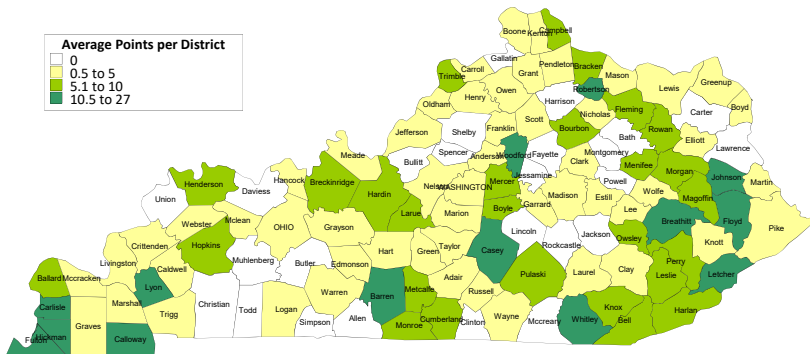 Average Points per District
0
0.5 to 5
5.1 to 10
10.5 to 27
Boone
Kenton
Campbell
Gallatin
Pendleton
Grant
Bracken
Mason
Carroll
Trimble
Owen
Robertson
Lewis
Greenup
Henry
Oldham
Harrison
Fleming
Carter
Boyd
Nicholas
Scott
Franklin
Bourbon
Rowan
Jefferson
Shelby
Bath
Elliott
Lawrence
Spencer
Anderson
Woodford
Fayette
Montgomery
Meade
Bullitt
Clark
Menifee
Morgan
Johnson
Martin
Hancock
Breckinridge
Hardin
Nelson
WASHINGTON
Mercer
Jessamine
Powell
Wolfe
Magoffin
Henderson
Daviess
Union
Madison
Estill
Boyle
Garrard
Lee
Breathitt
Floyd
Pike
Webster
Mclean
OHIO
Grayson
Larue
Marion
Lincoln
Jackson
Owsley
Knott
Crittenden
Hopkins
Hart
Green
Taylor
Casey
Rockcastle
Perry
Livingston
Caldwell
Muhlenberg
Butler
Edmonson
Adair
Pulaski
Laurel
Clay
Leslie
Letcher
Ballard
Mccracken
Lyon
Warren
Barren
Metcalfe
Russell
Carlisle
Marshall
Trigg
Christian
Todd
Logan
Simpson
Allen
Monroe
Cumberland
Clinton
Wayne
Mccreary
Whitley
Knox
Bell
Harlan
Graves
Calloway
Hickman
Fulton